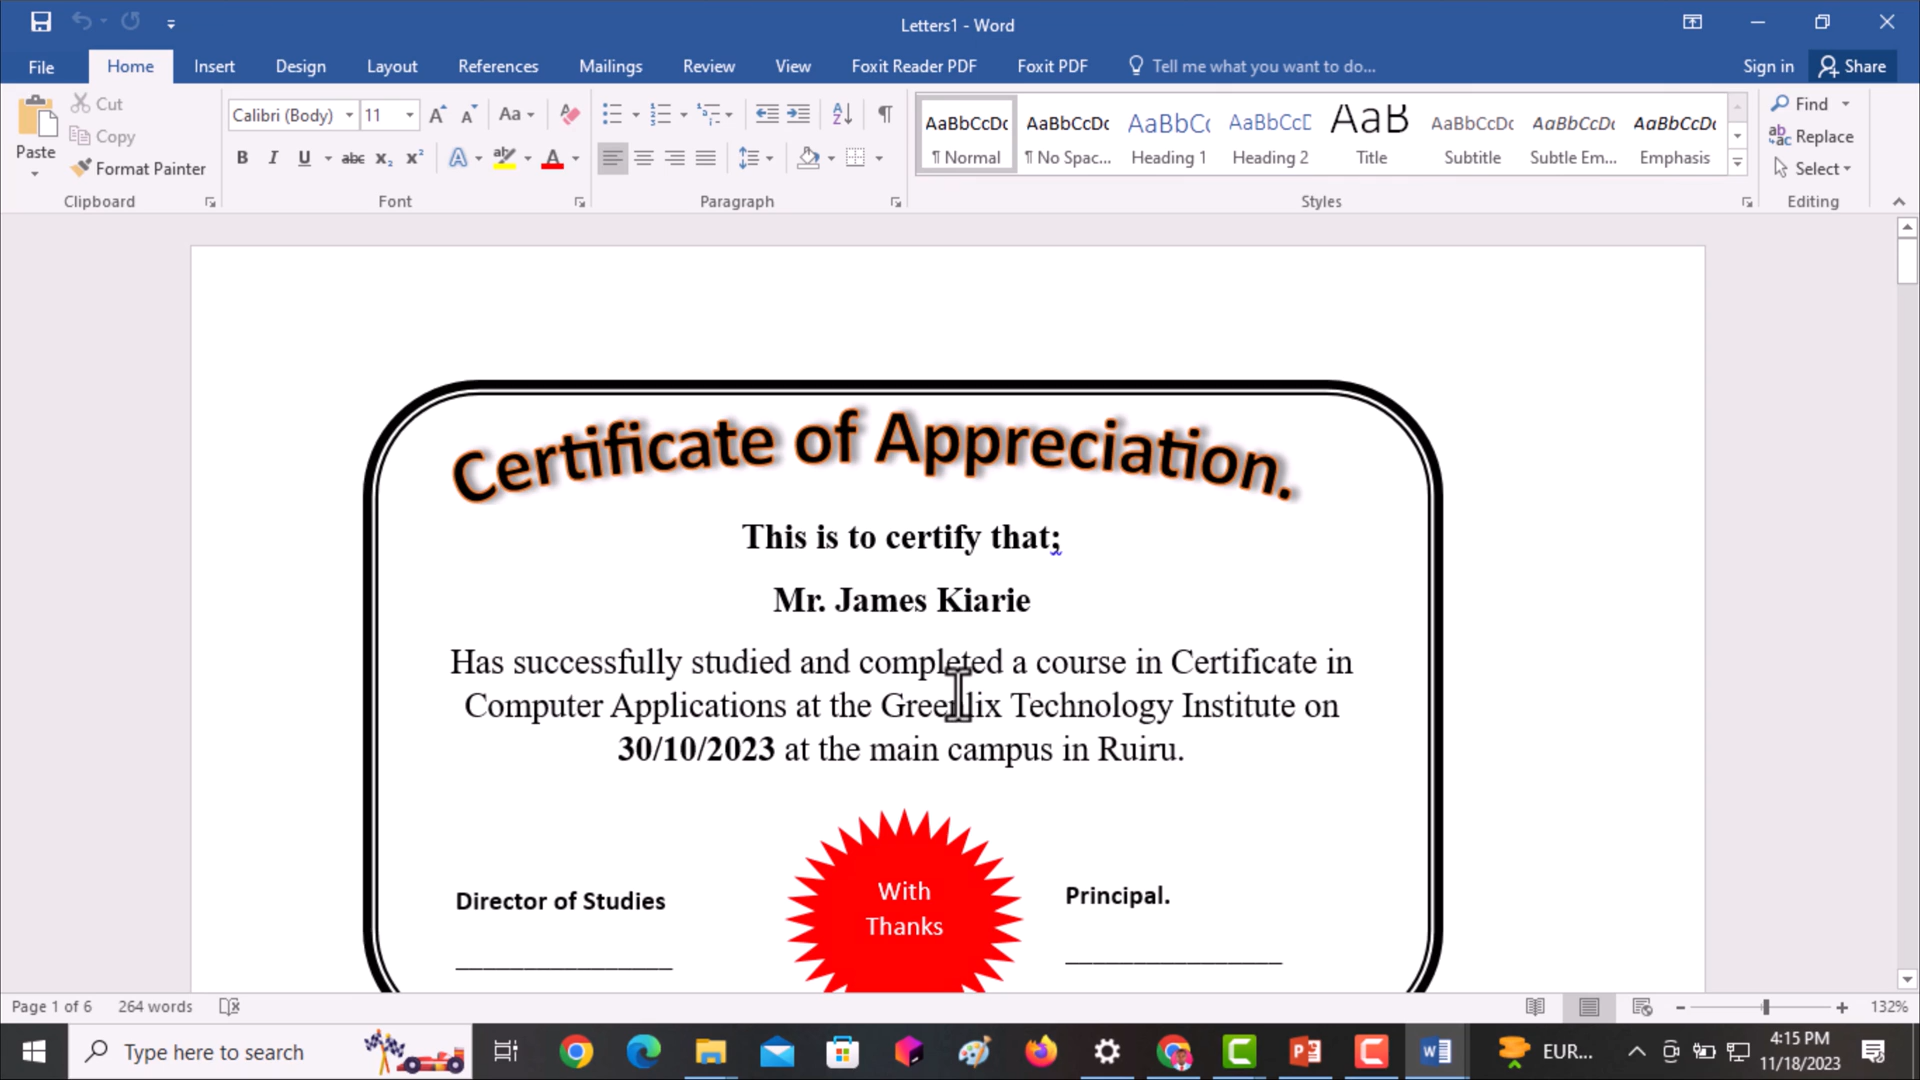 Letters1 - Word
File Home Insert Design Layout References Mailings Review View Foxit Reader PDF Foxit PDF Tell me what you want to do... Sign in Share
Paste Cut Copy Format Painter
Calibri (Body) 11
AaBbCcDc AaBbCcDc AaBbC AaBbCcD AaB AaBbCcDc AaBbCcDc AaBbCcDc
¶ Normal ¶ No Spac... Heading 1 Heading 2 Title Subtitle Subtle Em... Emphasis
Find
Replace
Select
Clipboard Font Paragraph Styles Editing
Certificate of Appreciation.
This is to certify that;
Mr. James Kiarie
Has successfully studied and completed a course in Certificate in
Computer Applications at the Technology Institute on
30/10/2023 at the main campus in Ruiru.
With
Thanks
Director of Studies
Principal.
Page 1 of 6 264 words 132%
Type here to search EUR... 4:15 PM
11/18/2023